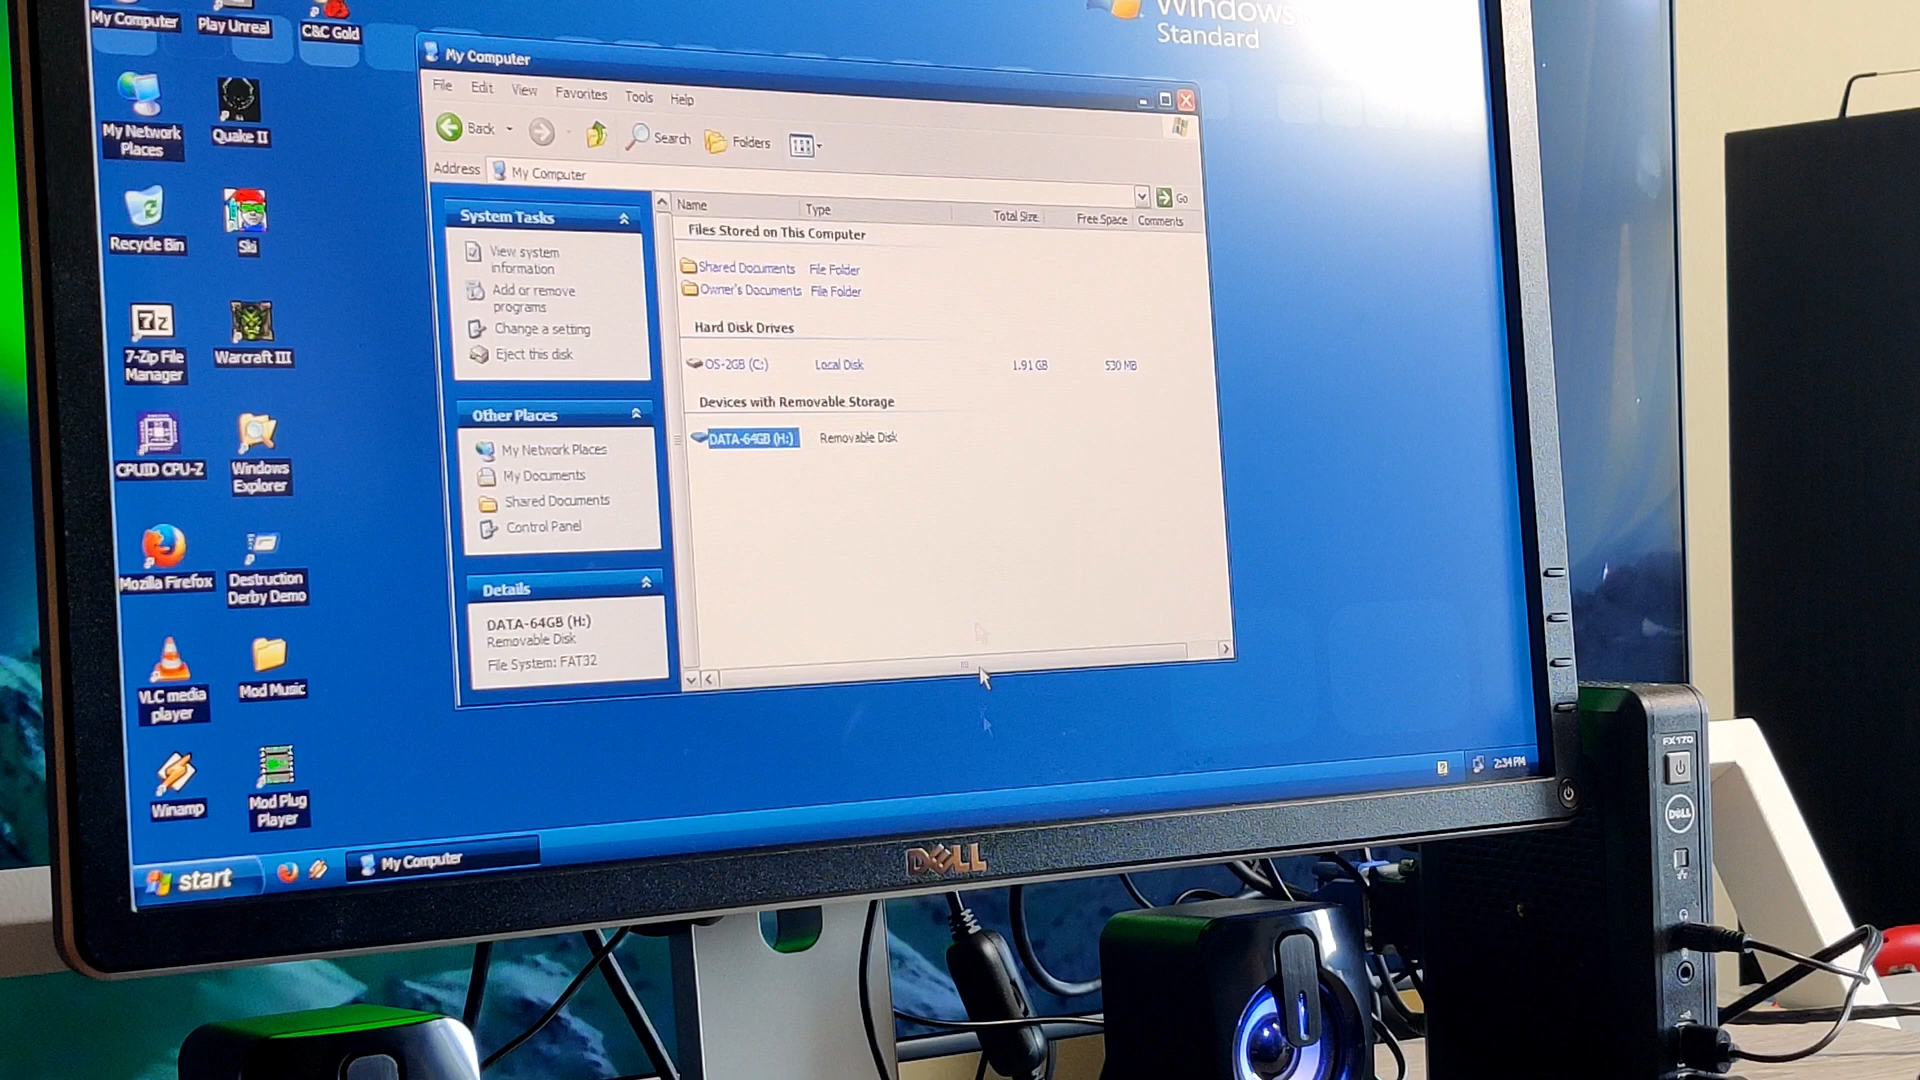 My Computer
Play Unreal
C&C Gold
Windows
Standard
My Network
Places
Quake II
Recycle Bin
Ski
7-Zip File
Manager
Warcraft III
CPUID CPU-Z
Windows
Explorer
Mozilla Firefox
Destruction
Derby Demo
VLC media
player
Mod Music
Winamp
Mod Plug
Player
My Computer
File Edit View Favorites Tools Help
Back Search Folders
Address My Computer Go
System Tasks
View system
information
Add or remove
programs
Change a setting
Eject this disk
Other Places
My Network Places
My Documents
Shared Documents
Control Panel
Details
DATA-64GB (H:)
Removable Disk
File System: FAT32
Name Type Total Size Free Space Comments
Files Stored on This Computer
Shared Documents File Folder
Owner's Documents File Folder
Hard Disk Drives
OS-2GB (C:) Local Disk 1.91 GB 530 MB
Devices with Removable Storage
DATA-64GB (H:) Removable Disk
start
My Computer
2:34 PM
DELL
FX170
DELL